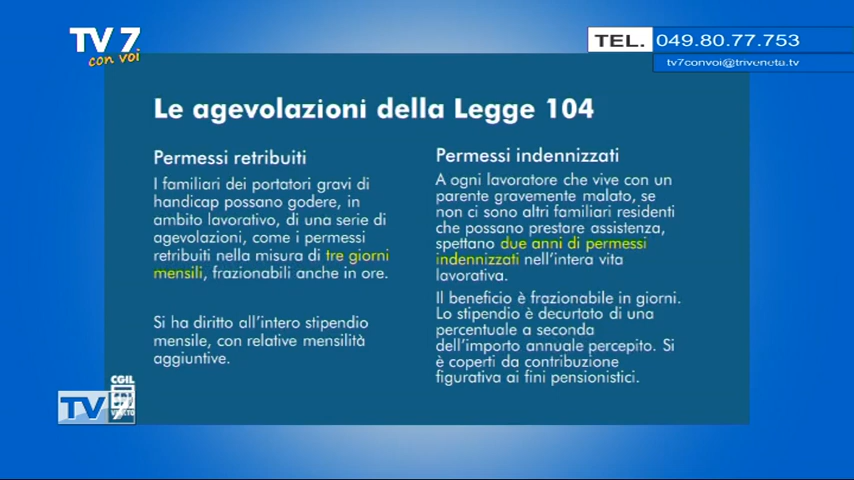 TV 7
con voi
TEL. 049.80.77.753
tv7convoi@triveneta.tv
Le agevolazioni della Legge 104
Permessi retribuiti
I familiari dei portatori gravi di
handicap possano godere, in
ambito lavorativo, di una serie di
agevolazioni, come i permessi
retribuiti nella misura di tre giorni
mensili, frazionabili anche in ore.
Si ha diritto all'intero stipendio
mensile, con relative mensilità
aggiuntive.
Permessi indennizzati
A ogni lavoratore che vive con un
parente gravemente malato, se
non ci sono altri familiari residenti
che possano prestare assistenza,
spettano due anni di permessi
indennizzati nell'intera vita
lavorativa.
Il beneficio è frazionabile in giorni.
Lo stipendio è decurtato di una
percentuale a seconda
dell'importo annuale percepito. Si
è coperti da contribuzione
figurativa ai fini pensionistici.
CGIL
VENETO
TV7